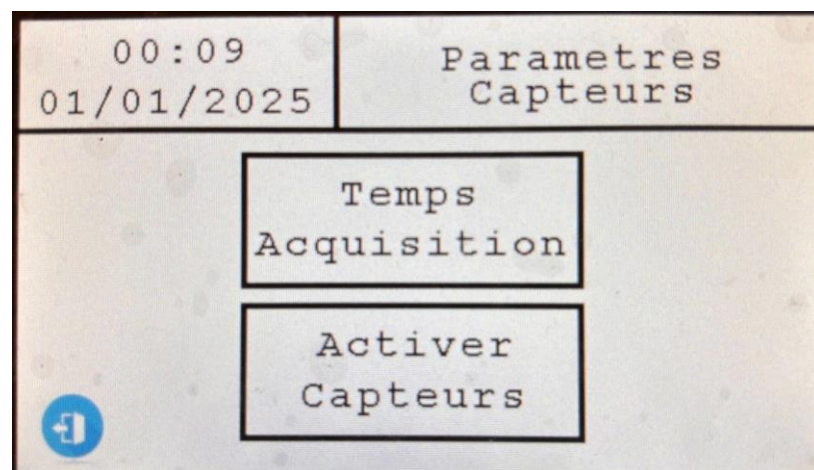 00:09
01/01/2025
Parametres
Capteurs
Temps
Acquisition
Activer
Capteurs